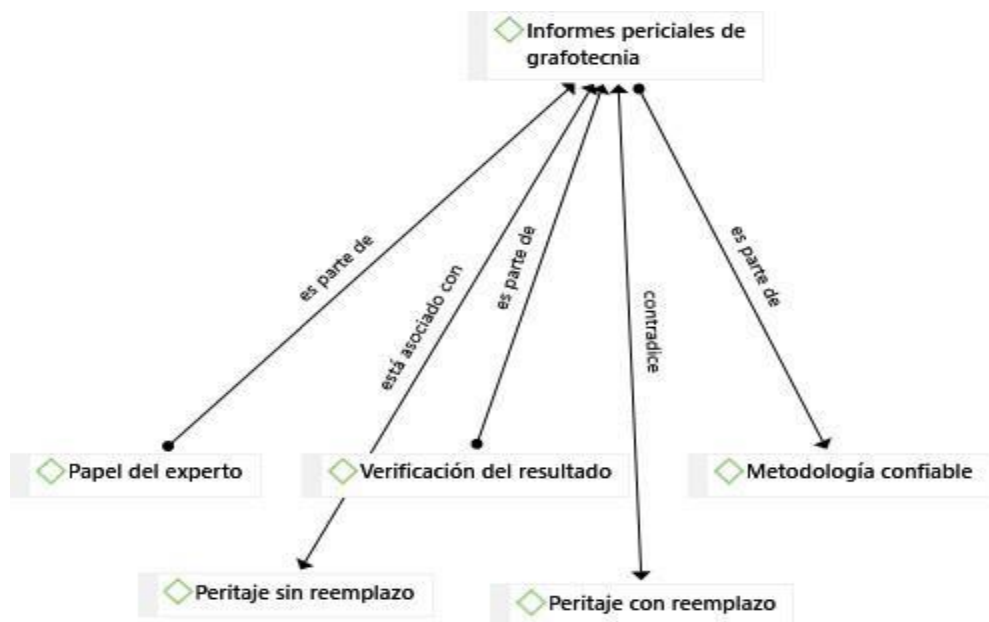 Informes periciales de
grafotecnia
es parte de
está asociado con
es parte de
contradice
es parte de
Papel del experto
Verificación del resultado
Metodología confiable
Peritaje sin reemplazo
Peritaje con reemplazo